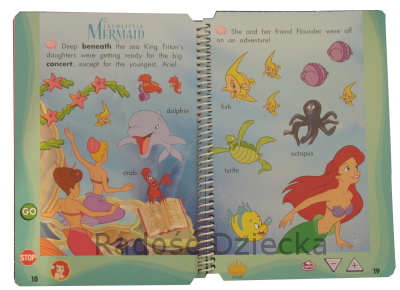 THE LITTLE
MERMAID
Deep beneath the sea King Triton's
daughters were getting ready for the big
concert...except for the youngest, Ariel.
dolphin
crab
GO
STOP
18
She and her friend Flounder were off
on an adventure!
fish
octopus
turtle
19
Radość Dziecka